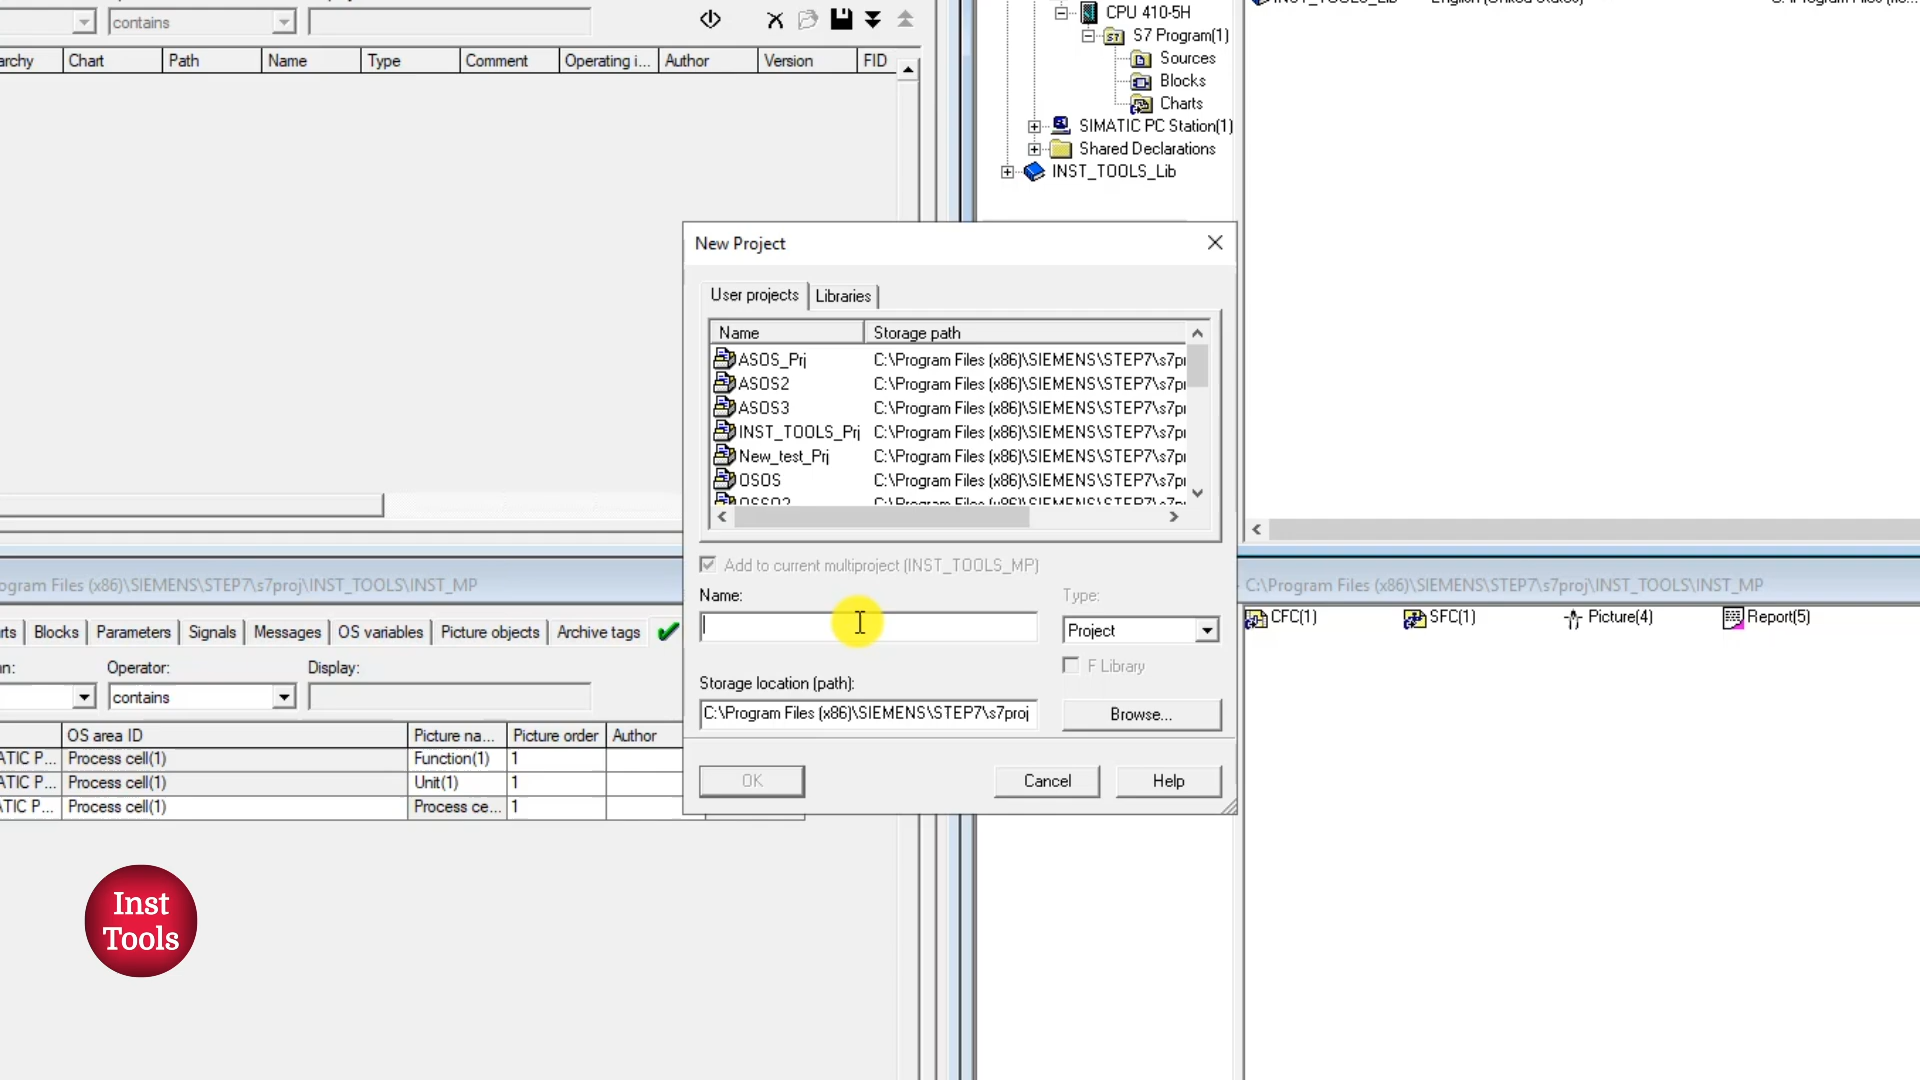 contains
Chart Path Name Type Comment Operating i... Author Version FID
CPU 410-5H
S7 Program(1)
Sources
Blocks
Charts
SIMATIC PC Station(1)
Shared Declarations
INST_TOOLS_Lib
New Project
User projects Libraries
Name Storage path
ASOS_Prj C:\Program Files (x86)\SIEMENS\STEP7\s7pr
ASOS2 C:\Program Files (x86)\SIEMENS\STEP7\s7pr
ASOS3 C:\Program Files (x86)\SIEMENS\STEP7\s7pr
INST_TOOLS_Prj C:\Program Files (x86)\SIEMENS\STEP7\s7pr
New_test_Prj C:\Program Files (x86)\SIEMENS\STEP7\s7pr
OSOS C:\Program Files (x86)\SIEMENS\STEP7\s7pr
Add to current multiproject (INST_TOOLS_MP)
Name: Type:
Project
F Library
Storage location (path):
C:\Program Files (x86)\SIEMENS\STEP7\s7proj Browse...
OK Cancel Help
ogram Files (x86)\SIEMENS\STEP7\s7proj\INST_TOOLS\INST_MP
rts Blocks Parameters Signals Messages OS variables Picture objects Archive tags
n: Operator: Display:
contains
OS area ID Picture na... Picture order Author
ATIC P... Process cell(1) Function(1) 1
ATIC P... Process cell(1) Unit(1) 1
ATIC P... Process cell(1) Process ce... 1
C:\Program Files (x86)\SIEMENS\STEP7\s7proj\INST_TOOLS\INST_MP
CFC(1) SFC(1) Picture(4) Report(5)
Inst
Tools